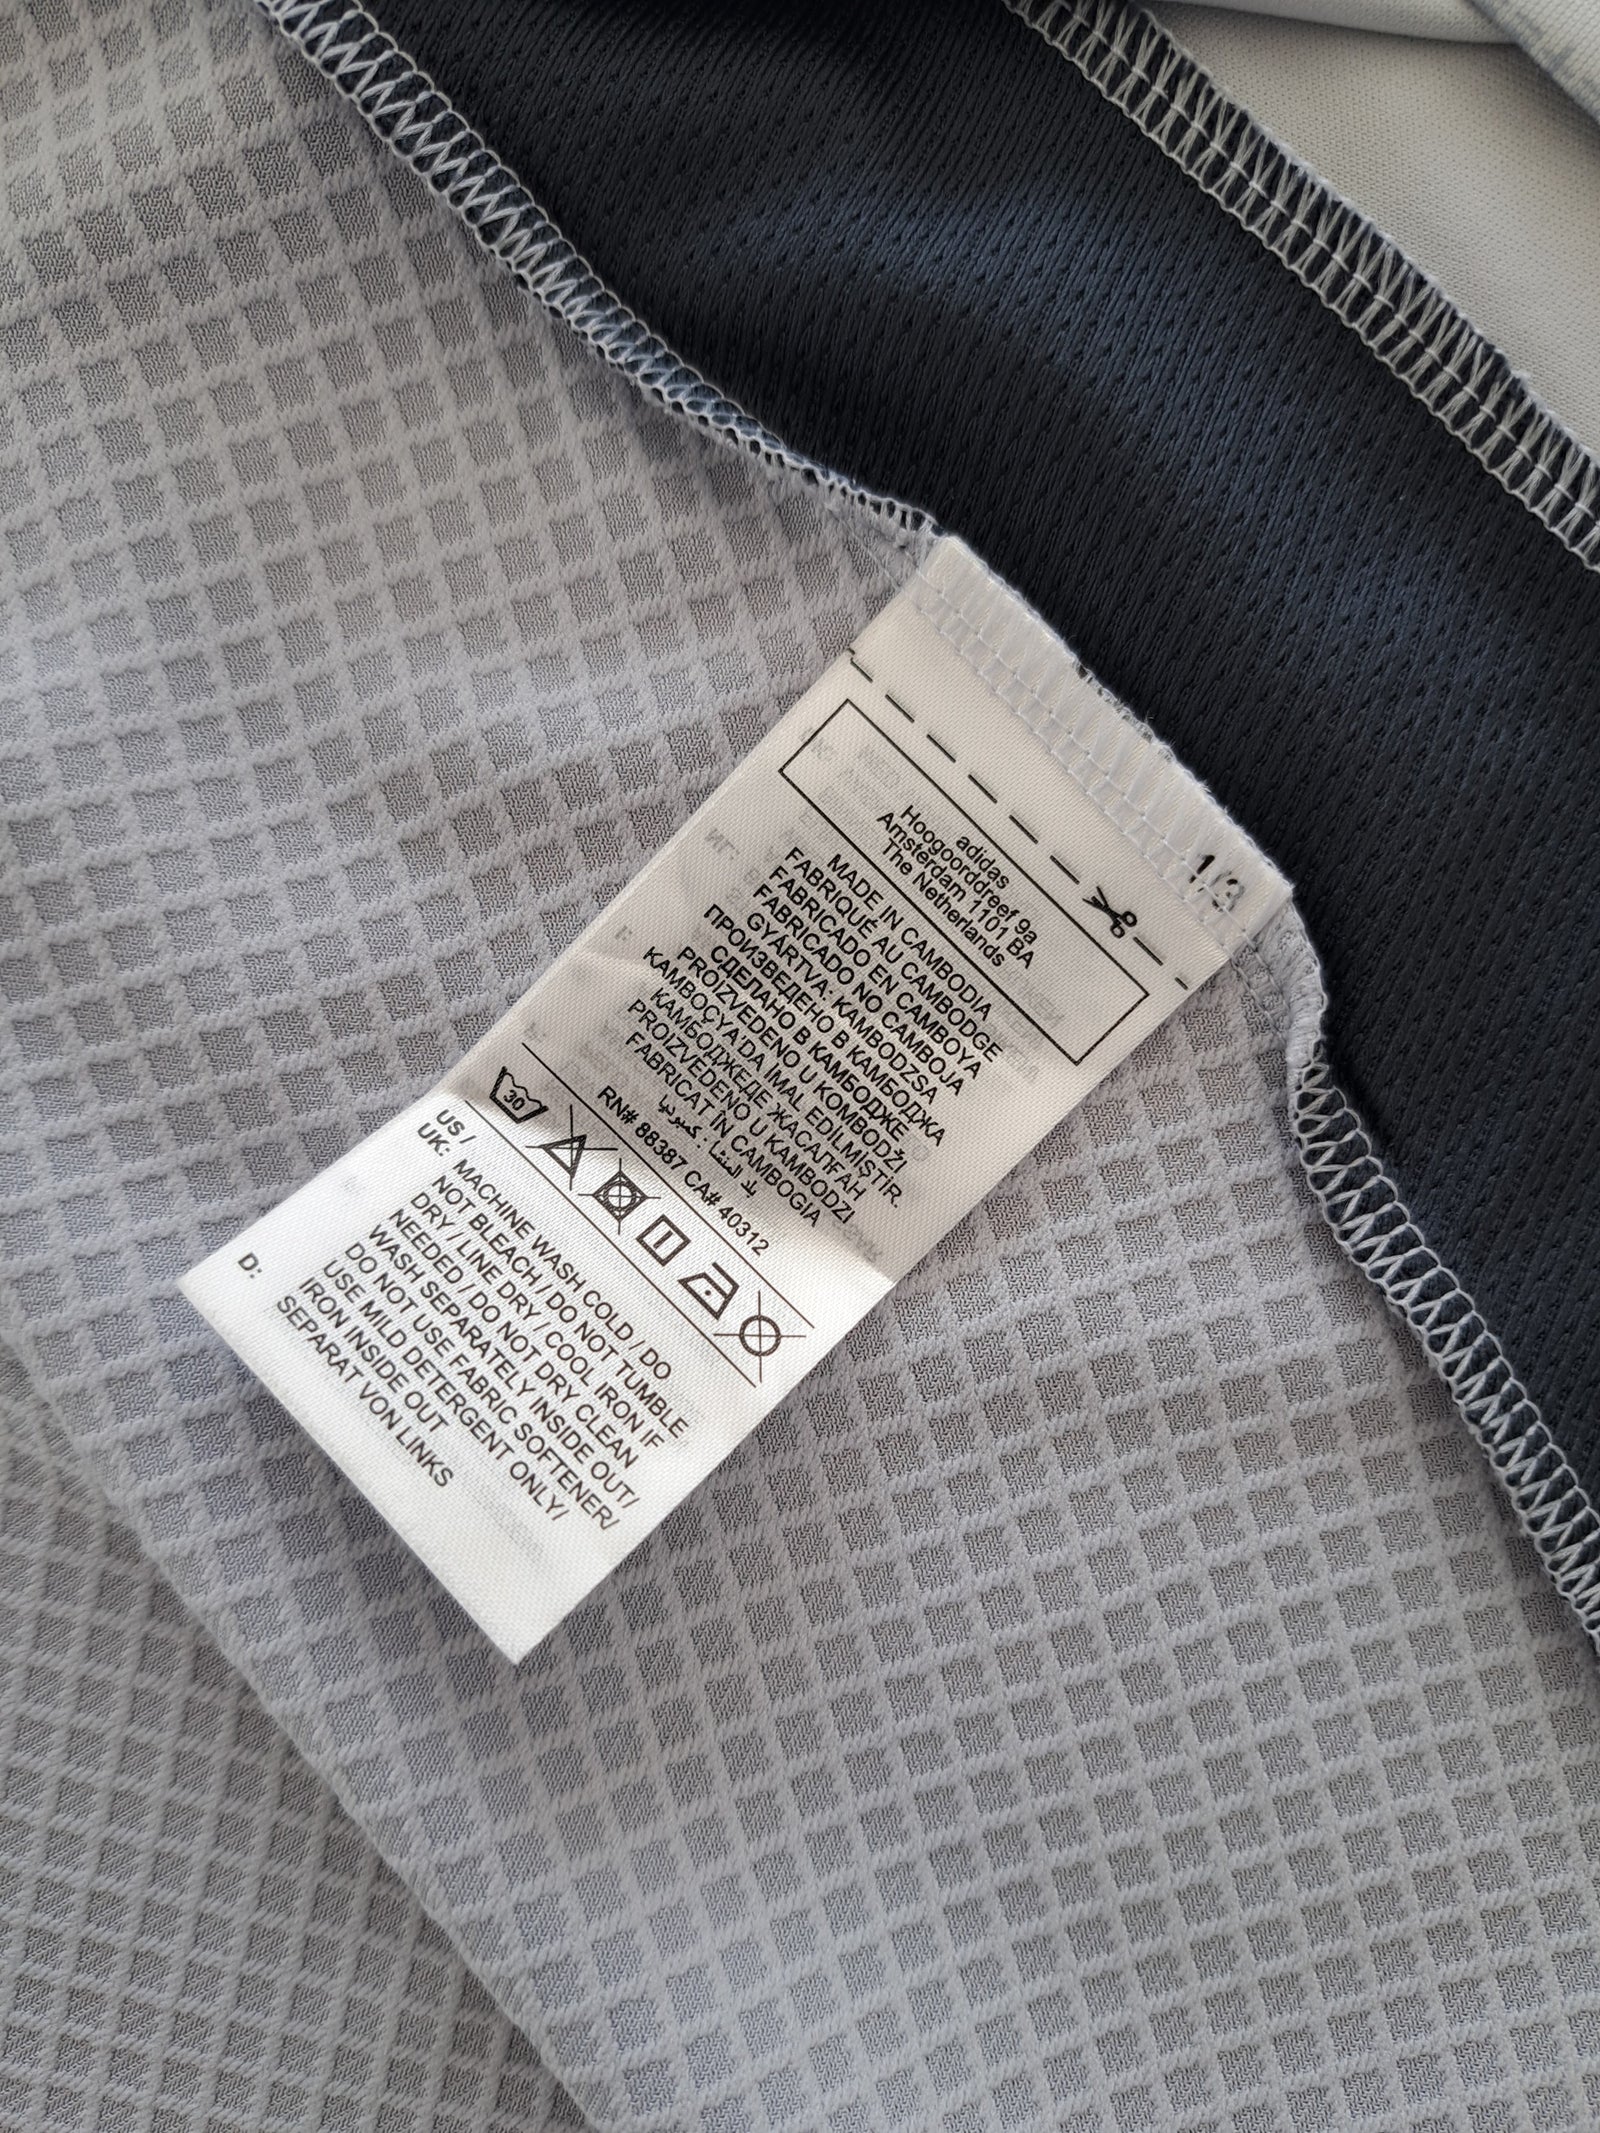 1/3
adidas
Hoogoorddreef 9a
Amsterdam 1101 BA
The Netherlands
MADE IN CAMBODIA
FABRIQUÉ AU CAMBODGE
FABRICADO EN CAMBOYA
FABRICADO NO CAMBOJA
GYÁRTVA: KAMBODZSA
ПРОИЗВЕДЕНО В КАМБОДЖА
СДЕЛАНО В КАМБОДЖЕ
PROIZVEDENO U KOMBODŽI
KAMBOÇYA'DA İMAL EDİLMİŞTİR.
КАМБОДЖЕДЕ ЖАСАЛҒАН
PROIZVEDENO U KAMBODZI
FABRICAT ÎN CAMBOGIA
بلد المنشأ : كمبوديا
RN# 88387 CA# 40312
30
US /
UK: MACHINE WASH COLD / DO
NOT BLEACH / DO NOT TUMBLE
DRY / LINE DRY / COOL IRON IF
NEEDED / DO NOT DRY CLEAN
WASH SEPARATELY INSIDE OUT/
DO NOT USE FABRIC SOFTENER/
USE MILD DETERGENT ONLY/
IRON INSIDE OUT
D: SEPARAT VON LINKS